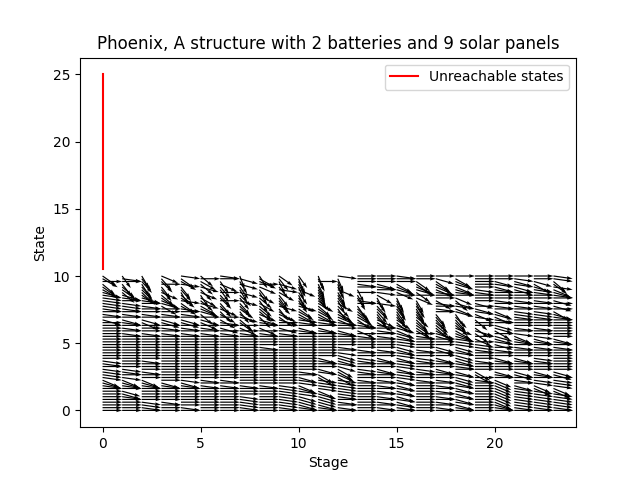 Phoenix, A structure with 2 batteries and 9 solar panels
Unreachable states
State
25
20
15
10
5
0
0 5 10 15 20
Stage